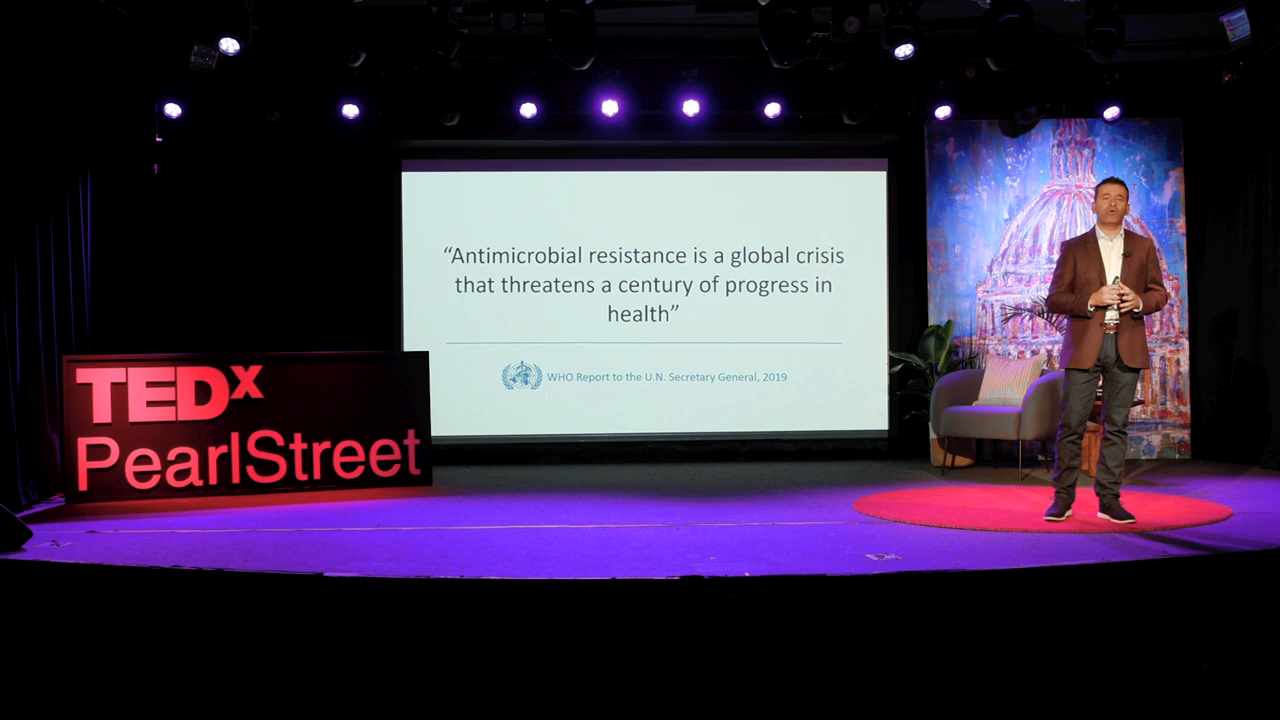 “Antimicrobial resistance is a global crisis
that threatens a century of progress in
health”
WHO Report to the U.N. Secretary General, 2019
TEDx
PearlStreet